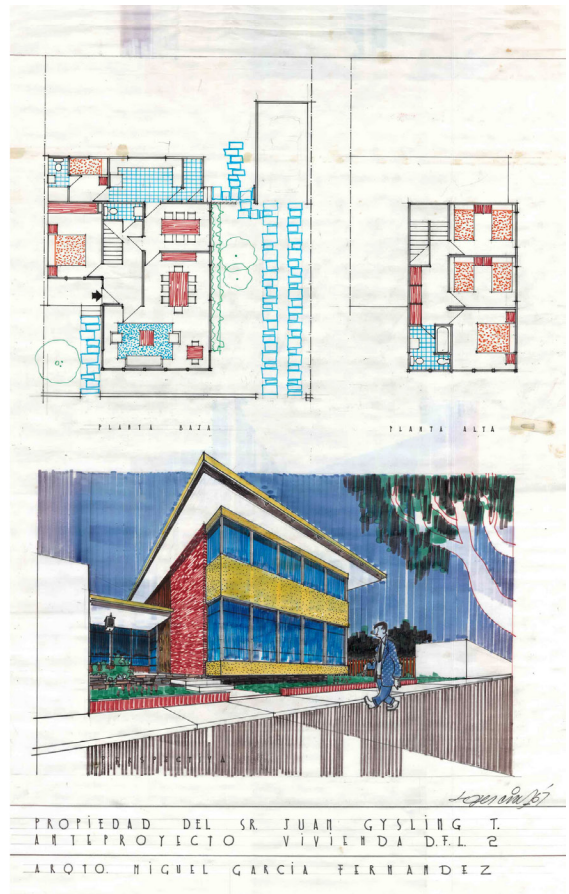 PLANTA BAJA
PLANTA ALTA
PERSPECTIVA
PROPIEDAD DEL SR. JUAN GYSLING T.
ANTEPROYECTO VIVIENDA D.F.L. 2
ARQTO. MIGUEL GARCÍA FERNANDEZ